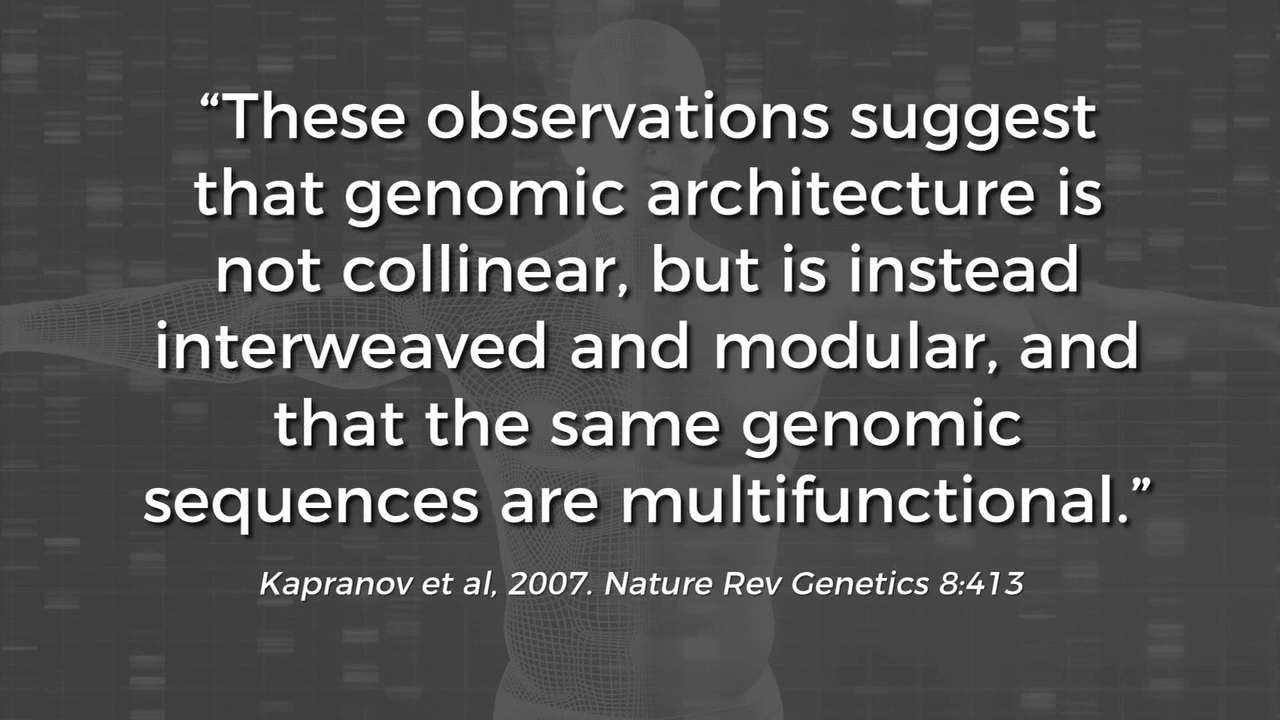 “These observations suggest
that genomic architecture is
not collinear, but is instead
interweaved and modular, and
that the same genomic
sequences are multifunctional.”
Kapranov et al, 2007. Nature Rev Genetics 8:413